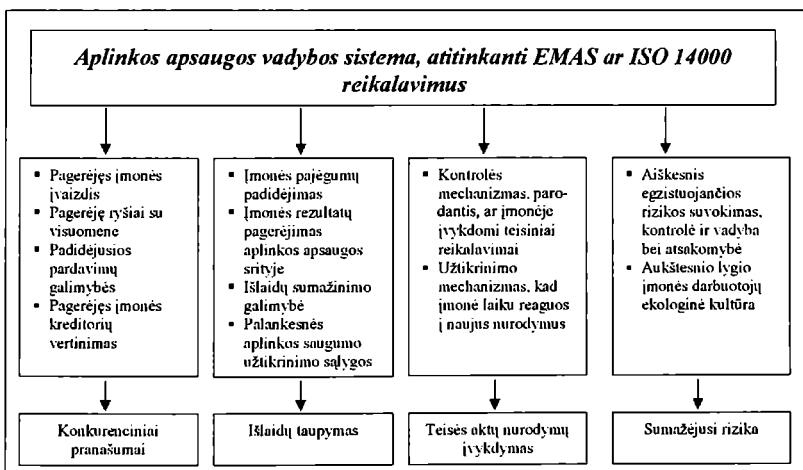 Aplinkos apsaugos vadybos sistema, atitinkanti EMAS ar ISO 14000
reikalavimus
▪ Pagerėjęs įmonės
įvaizdis
▪ Pagerėję ryšiai su
visuomene
▪ Padidėjusios
pardavimų
galimybės
▪ Pagerėjęs įmonės
kreditorių
vertinimas
▪ Įmonės pajėgumų
padidėjimas
▪ Įmonės rezultatų
pagerėjimas
aplinkos apsaugos
srityje
▪ Išlaidų sumažinimo
galimybė
▪ Palankesnės
aplinkos saugumo
užtikrinimo sąlygos
▪ Kontrolės
mechanizmas, paro-
dantis, ar įmonėje
įvykdomi teisiniai
reikalavimai
▪ Užtikrinimo
mechanizmas, kad
įmonė laiku reaguos
į naujus nurodymus
▪ Aiškesnis
egzistuojančios
rizikos suvokimas,
kontrolė ir vadyba
bei atsakomybė
▪ Aukštesnio lygio
įmonės darbuotojų
ekologinė kultūra
Konkurenciniai
pranašumai
Išlaidų taupymas
Teisės aktų nurodymų
įvykdymas
Sumažėjusi rizika